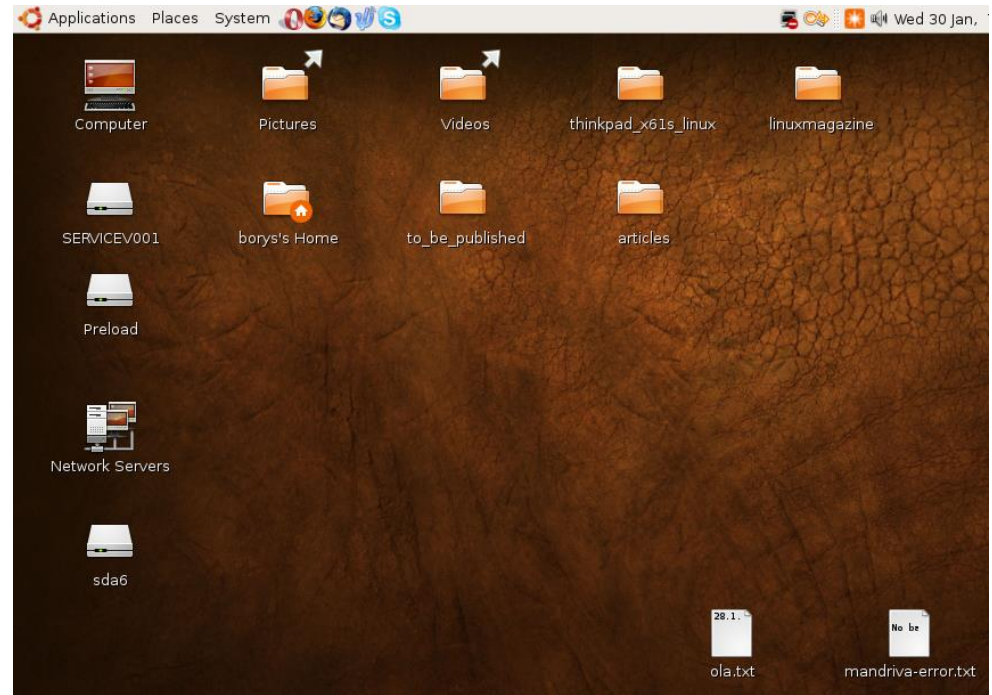 Applications Places System Wed 30 Jan,
Computer Pictures Videos thinkpad_x61s_linux linuxmagazine
SERVICEV001 borys's Home to_be_published articles
Preload
Network Servers
sda6
28.1. No be
ola.txt mandriva-error.txt